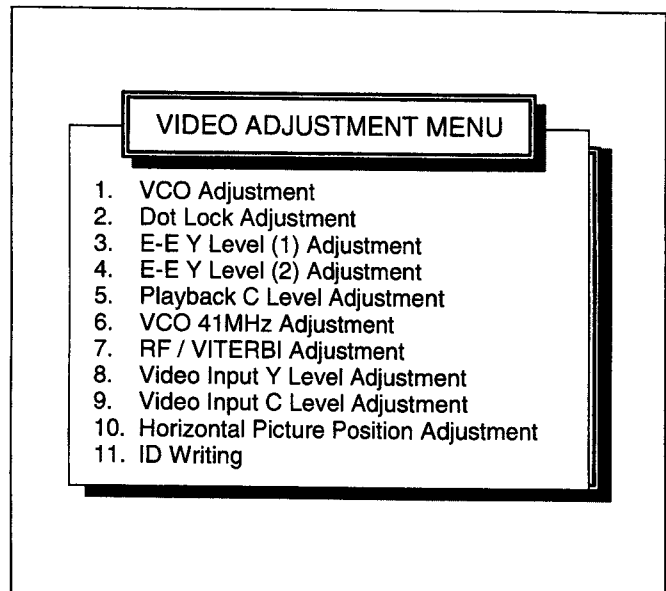 VIDEO ADJUSTMENT MENU
1. VCO Adjustment
2. Dot Lock Adjustment
3. E-E Y Level (1) Adjustment
4. E-E Y Level (2) Adjustment
5. Playback C Level Adjustment
6. VCO 41MHz Adjustment
7. RF / VITERBI Adjustment
8. Video Input Y Level Adjustment
9. Video Input C Level Adjustment
10. Horizontal Picture Position Adjustment
11. ID Writing